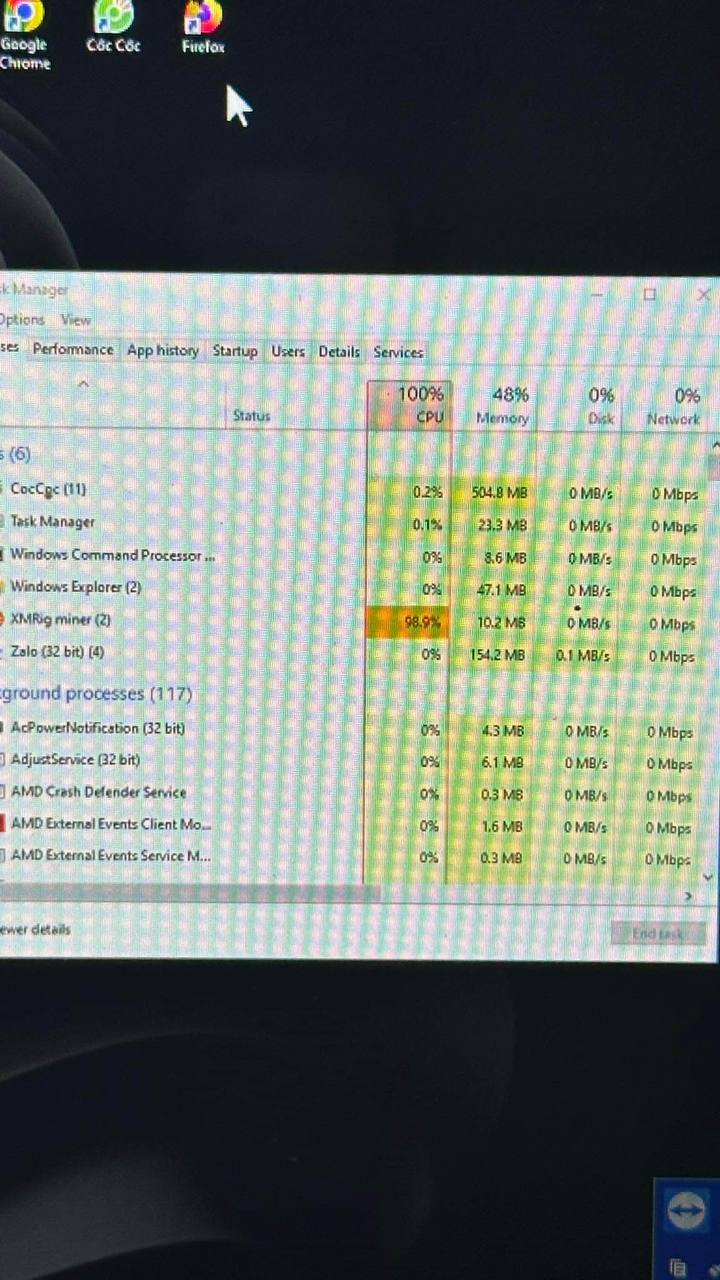 Google
Chrome
Cốc Cốc
Firefox
k Manager
Options View
ses Performance App history Startup Users Details Services
100% 48% 0% 0%
Status CPU Memory Disk Network
s (6)
CocCoc (11) 0.2% 504.8 MB 0 MB/s 0 Mbps
Task Manager 0.1% 23.3 MB 0 MB/s 0 Mbps
Windows Command Processor ... 0% 8.6 MB 0 MB/s 0 Mbps
Windows Explorer (2) 0% 47.1 MB 0 MB/s 0 Mbps
XMRig miner (2) 98.9% 10.2 MB 0 MB/s 0 Mbps
Zalo (32 bit) (4) 0% 154.2 MB 0.1 MB/s 0 Mbps
kground processes (117)
AcPowerNotification (32 bit) 0% 4.3 MB 0 MB/s 0 Mbps
AdjustService (32 bit) 0% 6.1 MB 0 MB/s 0 Mbps
AMD Crash Defender Service 0% 0.3 MB 0 MB/s 0 Mbps
AMD External Events Client Mo... 0% 1.6 MB 0 MB/s 0 Mbps
AMD External Events Service M... 0% 0.3 MB 0 MB/s 0 Mbps
ewer details End task